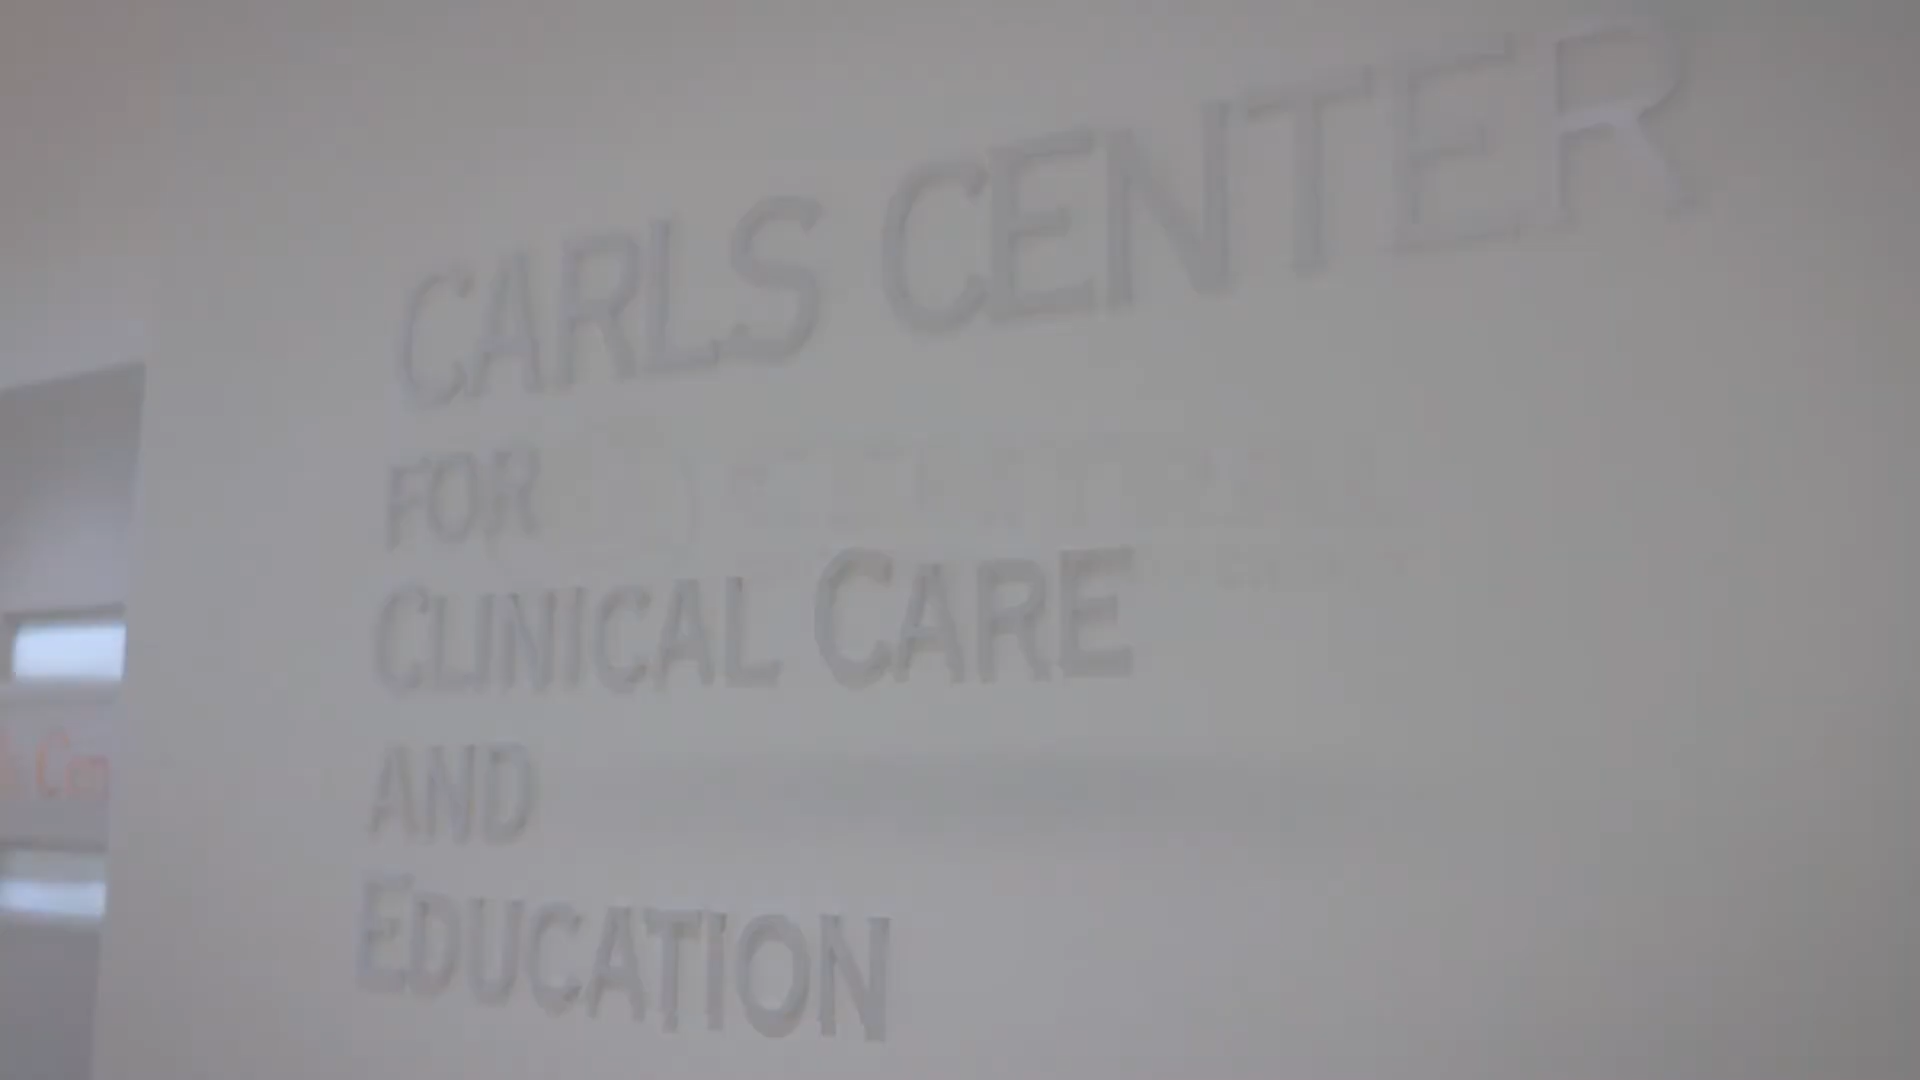 CARLS CENTER
FOR
CLINICAL CARE
AND
EDUCATION